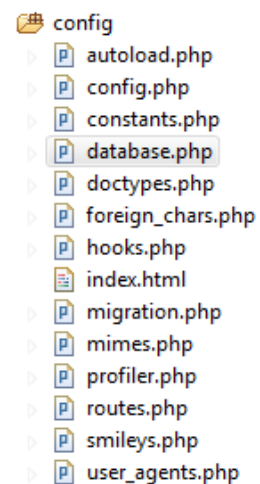 config
autoload.php
config.php
constants.php
database.php
doctypes.php
foreign_chars.php
hooks.php
index.html
migration.php
mimes.php
profiler.php
routes.php
smileys.php
user_agents.php